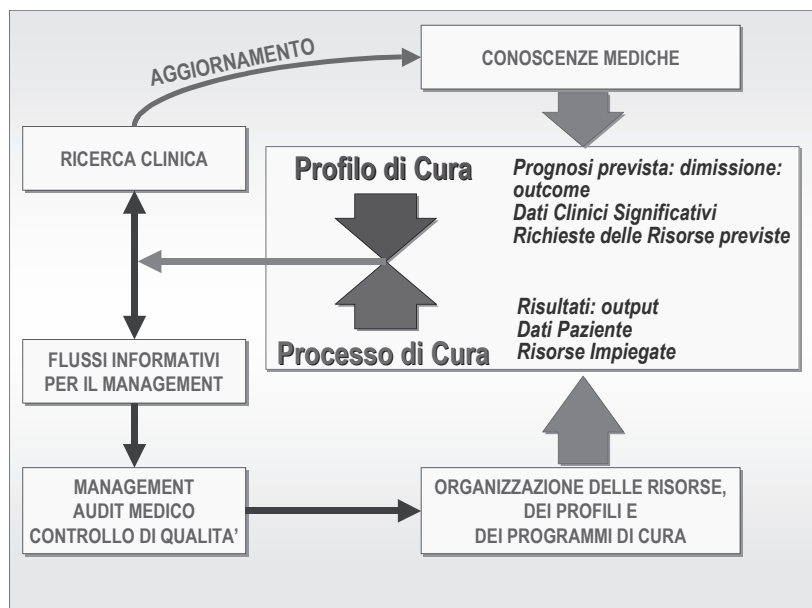 AGGIORNAMENTO
CONOSCENZE MEDICHE
RICERCA CLINICA
Profilo di Cura
Prognosi prevista: dimissione:
outcome
Dati Clinici Significativi
Richieste delle Risorse previste
Risultati: output
Dati Paziente
Risorse Impiegate
Processo di Cura
FLUSSI INFORMATIVI
PER IL MANAGEMENT
MANAGEMENT
AUDIT MEDICO
CONTROLLO DI QUALITA’
ORGANIZZAZIONE DELLE RISORSE,
DEI PROFILI E
DEI PROGRAMMI DI CURA